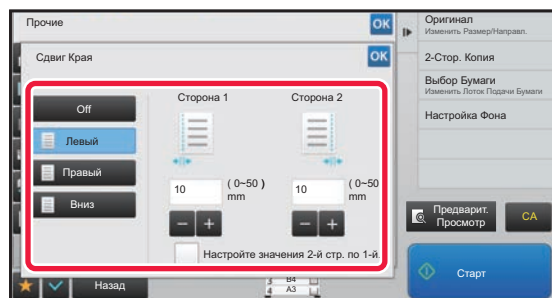 Прочие
OK
Сдвиг Края
OK
Off
Левый
Правый
Вниз
Сторона 1
Сторона 2
10
( 0~50 )
mm
10
( 0~50
mm
Настройте значения 2-й стр. по 1-й.
Назад
B4
4 A3
Оригинал
Изменить Размер/Направл.
2-Стор. Копия
Выбор Бумаги
Изменить Лоток Подачи Бумаги
Настройка Фона
Предварит.
Просмотр
CA
Старт